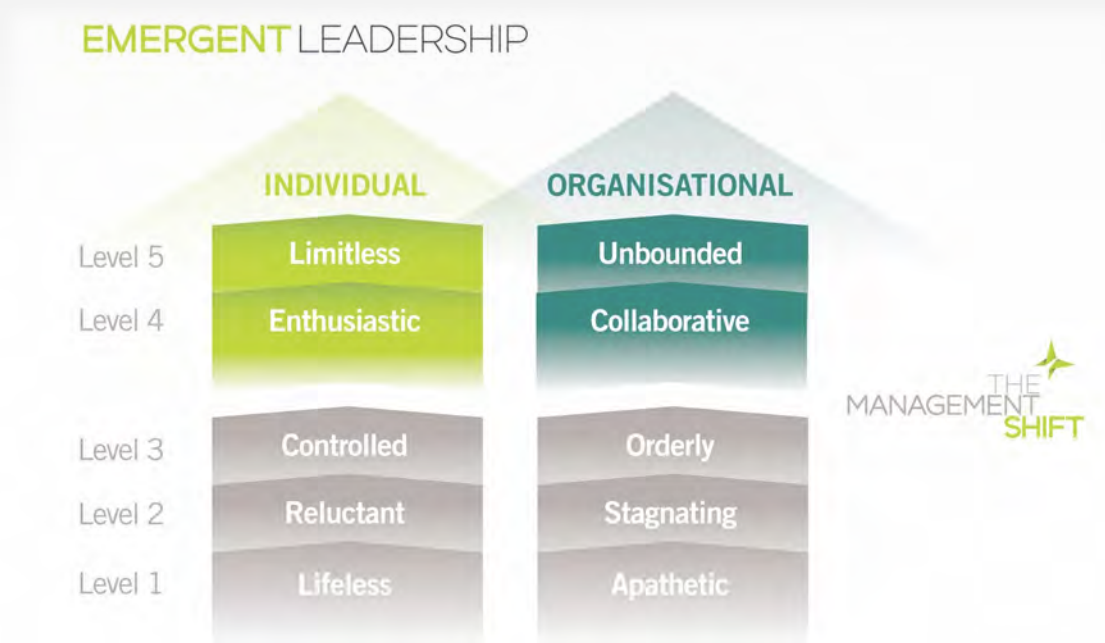 EMERGENT LEADERSHIP
INDIVIDUAL ORGANISATIONAL
Level 5 Limitless Unbounded
Level 4 Enthusiastic Collaborative
THE
MANAGEMENT
SHIFT
Level 3 Controlled Orderly
Level 2 Reluctant Stagnating
Level 1 Lifeless Apathetic